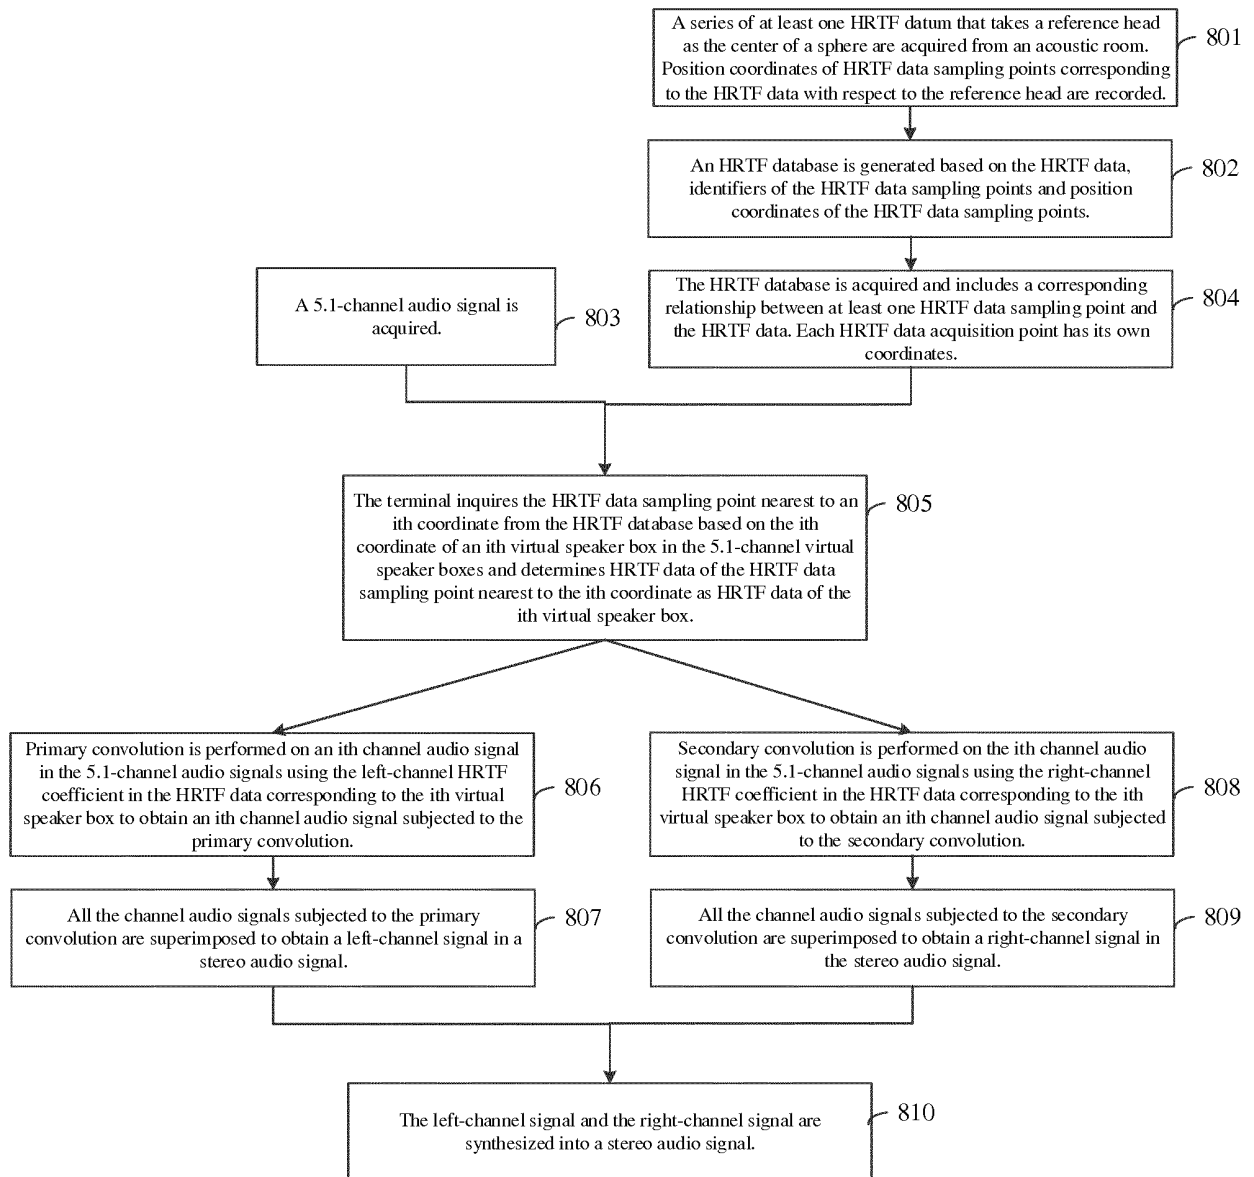 A series of at least one HRTF datum that takes a reference head
as the center of a sphere are acquired from an acoustic room.
Position coordinates of HRTF data sampling points corresponding
to the HRTF data with respect to the reference head are recorded.
801
An HRTF database is generated based on the HRTF data,
identifiers of the HRTF data sampling points and position
coordinates of the HRTF data sampling points.
802
A 5.1-channel audio signal is
acquired.
803
The HRTF database is acquired and includes a corresponding
relationship between at least one HRTF data sampling point and
the HRTF data. Each HRTF data acquisition point has its own
coordinates.
804
The terminal inquires the HRTF data sampling point nearest to an
ith coordinate from the HRTF database based on the ith
coordinate of an ith virtual speaker box in the 5.1-channel virtual
speaker boxes and determines HRTF data of the HRTF data
sampling point nearest to the ith coordinate as HRTF data of the
ith virtual speaker box.
805
Primary convolution is performed on an ith channel audio signal
in the 5.1-channel audio signals using the left-channel HRTF
coefficient in the HRTF data corresponding to the ith virtual
speaker box to obtain an ith channel audio signal subjected to the
primary convolution.
806
Secondary convolution is performed on the ith channel audio
signal in the 5.1-channel audio signals using the right-channel
HRTF coefficient in the HRTF data corresponding to the ith
virtual speaker box to obtain an ith channel audio signal subjected
to the secondary convolution.
808
All the channel audio signals subjected to the primary
convolution are superimposed to obtain a left-channel signal in a
stereo audio signal.
807
All the channel audio signals subjected to the secondary
convolution are superimposed to obtain a right-channel signal in
the stereo audio signal.
809
The left-channel signal and the right-channel signal are
synthesized into a stereo audio signal.
810